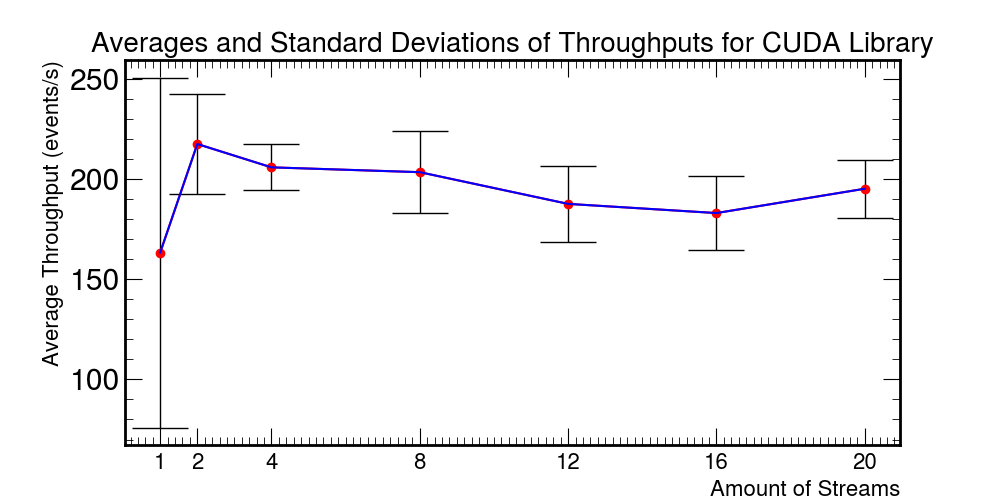 Averages and Standard Deviations of Throughputs for CUDA Library
Average Throughput (events/s)
250
200
150
100
1 2 4 8 12 16 20
Amount of Streams